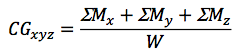 CG_xyz = (ΣM_x + ΣM_y + ΣM_z) / W